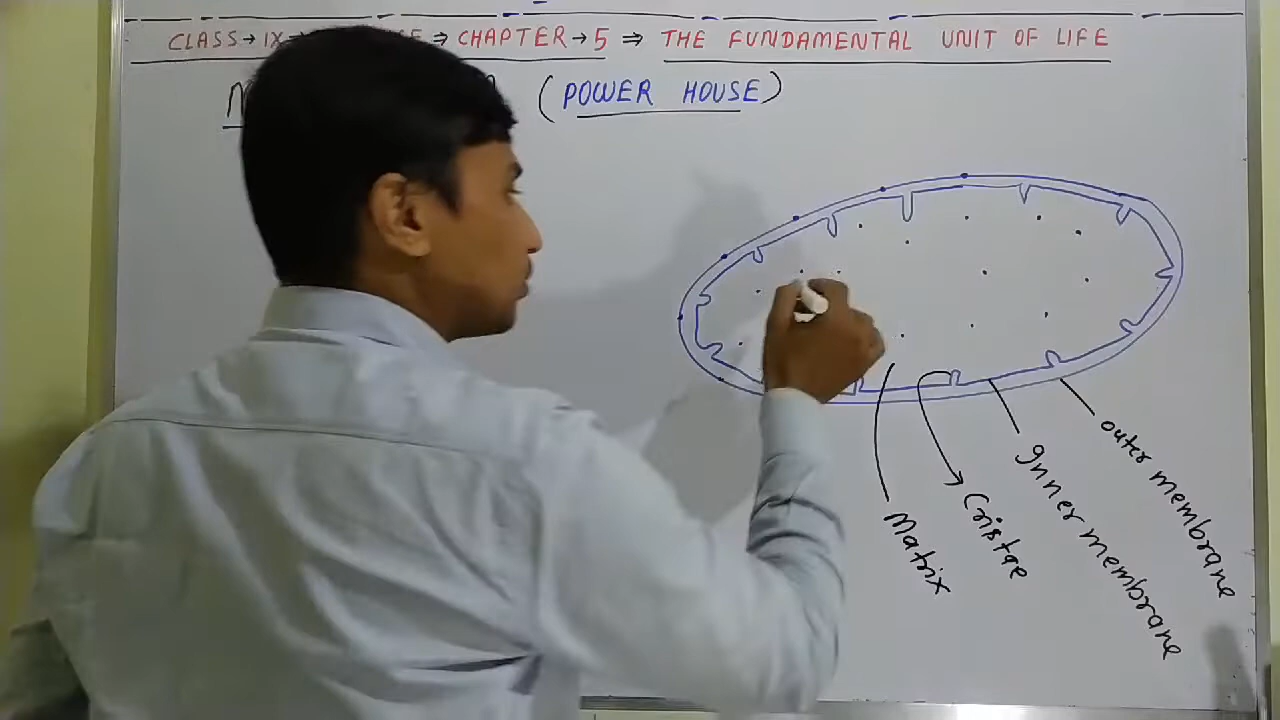 CLASS → IX → ⇒ CHAPTER → 5 ⇒ THE FUNDAMENTAL UNIT OF LIFE
(POWER HOUSE)
outer membrane
Inner membrane
Cristae
Matrix